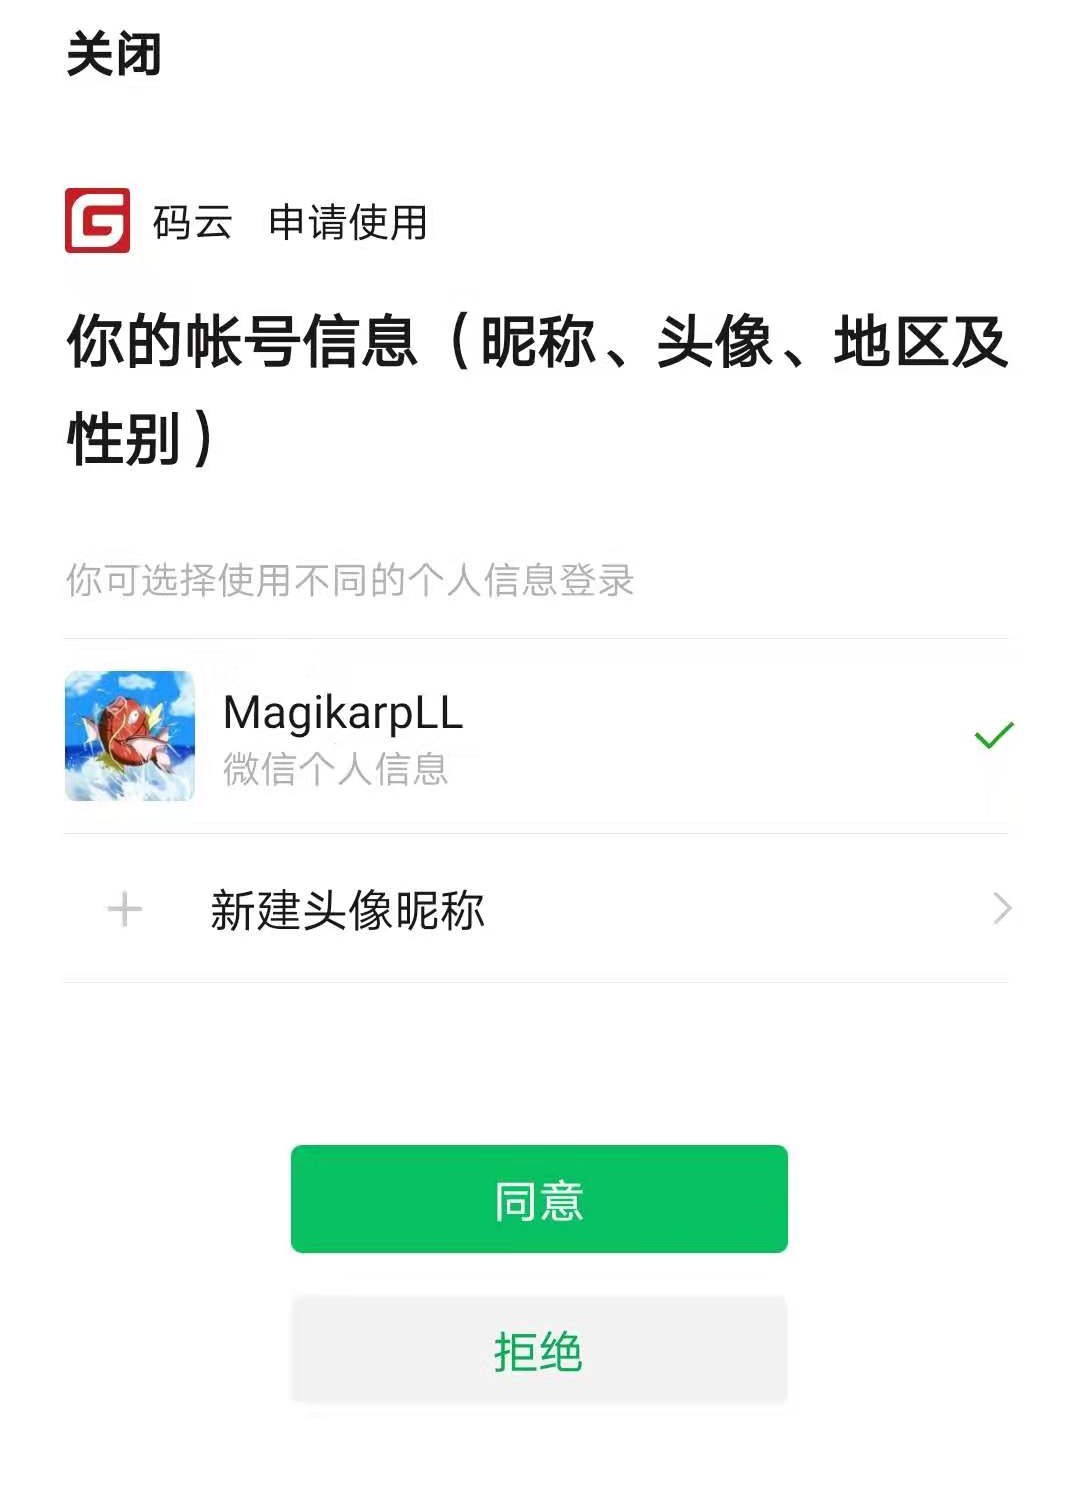 关闭
码云 申请使用
你的帐号信息（昵称、头像、地区及
性别）
你可选择使用不同的个人信息登录
MagikarpLL
微信个人信息
新建头像昵称
同意
拒绝